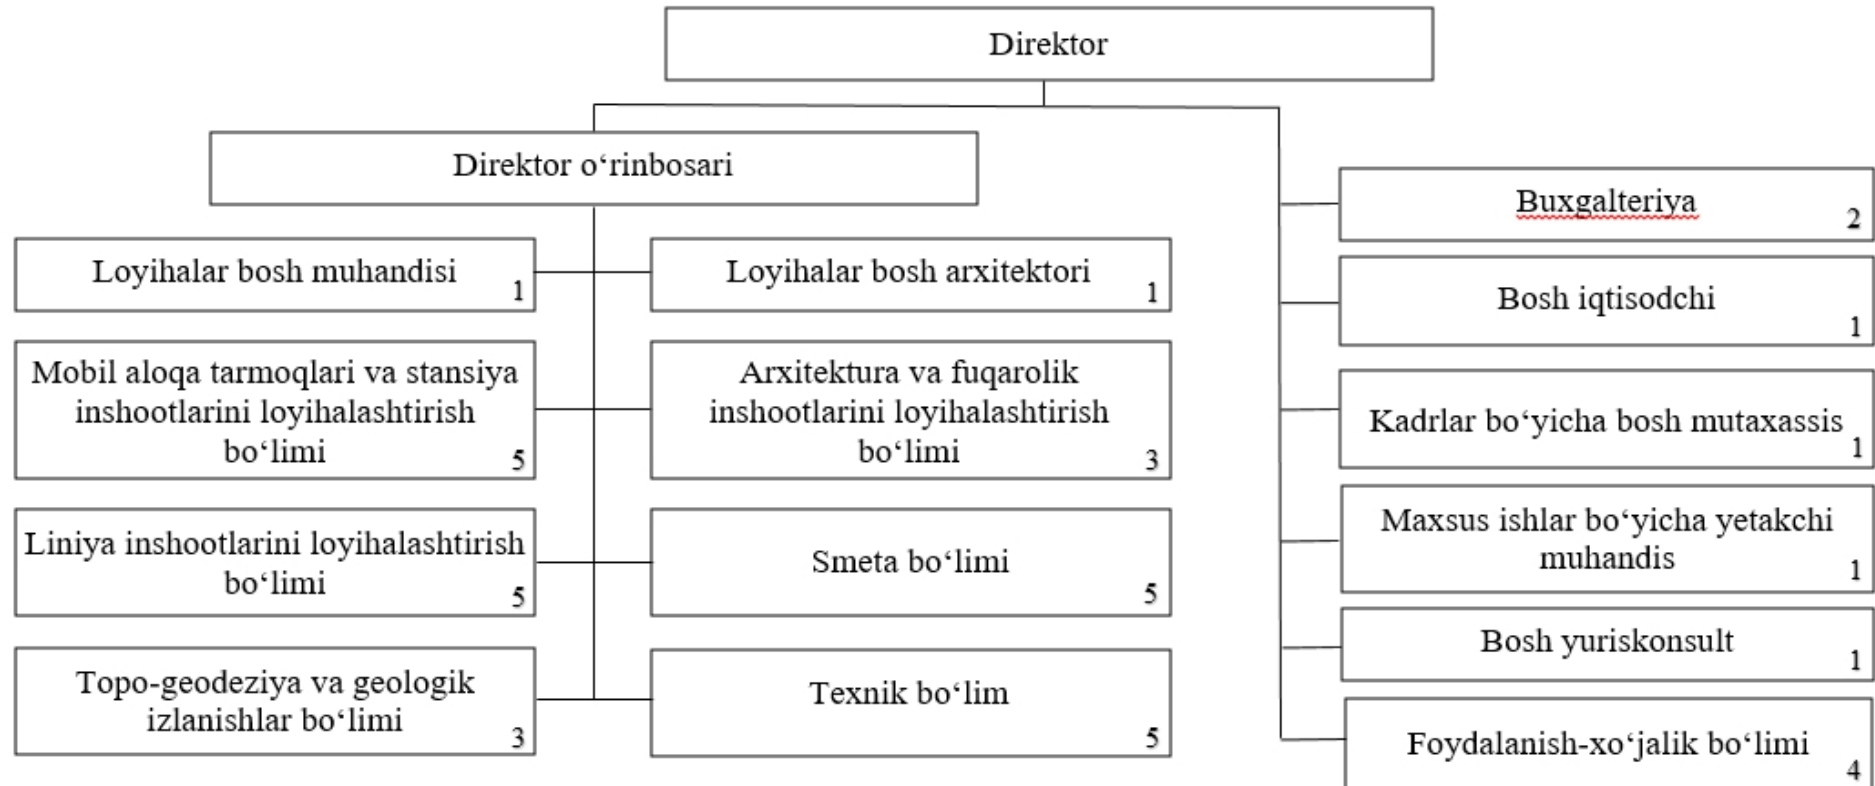 Direktor
Direktor o‘rinbosari
Loyihalar bosh muhandisi
1
Loyihalar bosh arxitektori
1
Mobil aloqa tarmoqlari va stansiya
inshootlarini loyihalashtirish
bo‘limi
5
Arxitektura va fuqarolik
inshootlarini loyihalashtirish
bo‘limi
3
Liniya inshootlarini loyihalashtirish
bo‘limi
5
Smeta bo‘limi
5
Topo-geodeziya va geologik
izlanishlar bo‘limi
3
Texnik bo‘lim
5
Buxgalteriya
2
Bosh iqtisodchi
1
Kadrlar bo‘yicha bosh mutaxassis
1
Maxsus ishlar bo‘yicha yetakchi
muhandis
1
Bosh yuriskonsult
1
Foydalanish-xo‘jalik bo‘limi
4